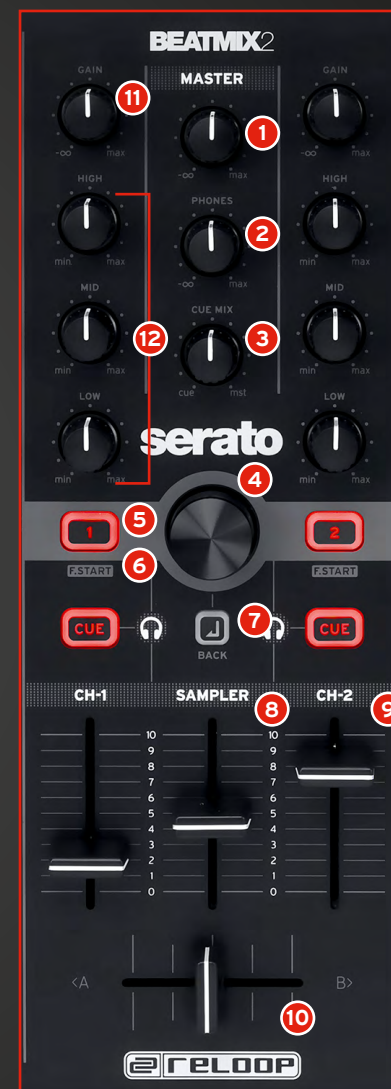 BEATMIX2
GAIN 11 MASTER GAIN
1
-∞ max -∞ max -∞ max
HIGH PHONES HIGH
2
min max -∞ max min max
MID CUE MIX MID
12 3
min max cue mst min max
LOW LOW
serato
min max 4 min max
1 5 2
F.START 6 F.START
CUE 7 CUE
BACK
CH-1 SAMPLER 8 CH-2 9
10 10
9 9
8 8
7 7
6 6
5 5
4 4
3 3
2 2
1 1
0 0
<A B>
10
RELOOP